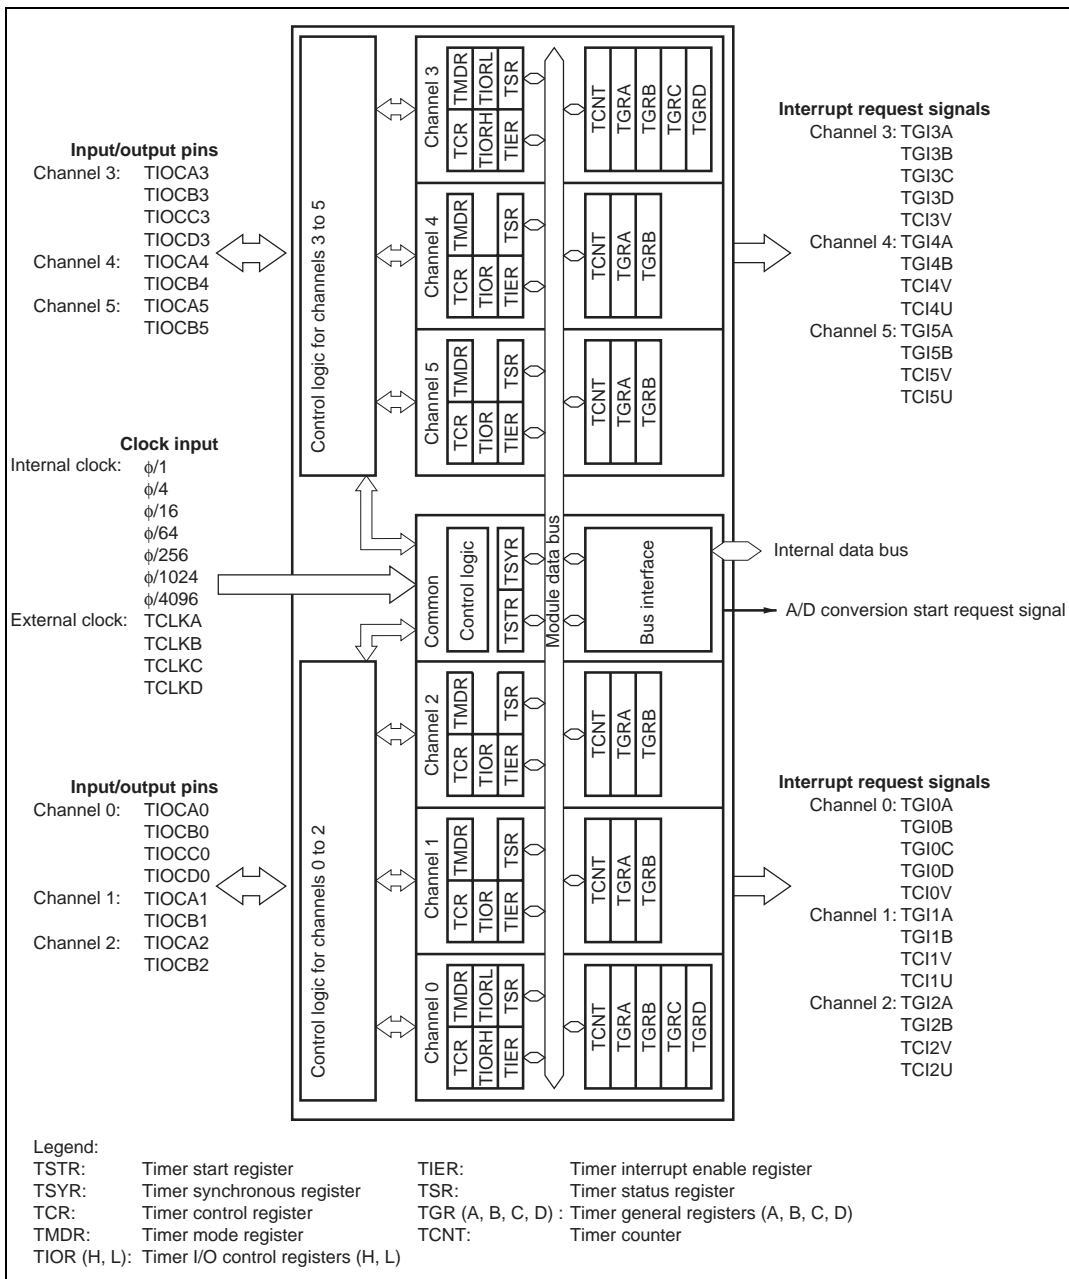 Input/output pins
Channel 3: TIOCA3
TIOCB3
TIOCC3
TIOCD3
Channel 4: TIOCA4
TIOCB4
Channel 5: TIOCA5
TIOCB5
Clock input
Internal clock: ϕ/1
ϕ/4
ϕ/16
ϕ/64
ϕ/256
ϕ/1024
ϕ/4096
External clock: TCLKA
TCLKB
TCLKC
TCLKD
Input/output pins
Channel 0: TIOCA0
TIOCB0
TIOCC0
TIOCD0
Channel 1: TIOCA1
TIOCB1
Channel 2: TIOCA2
TIOCB2
Control logic for channels 3 to 5
Control logic for channels 0 to 2
Channel 3
TCR TMDR
TIORH TIORL
TIER TSR
TCNT
TGRA
TGRB
TGRC
TGRD
Channel 4
TCR TMDR
TIOR
TIER TSR
TCNT
TGRA
TGRB
Channel 5
TCR TMDR
TIOR
TIER TSR
TCNT
TGRA
TGRB
Common
Control logic
TSTR TSYR
Module data bus
Bus interface
Channel 2
TCR TMDR
TIOR
TIER TSR
TCNT
TGRA
TGRB
Channel 1
TCR TMDR
TIOR
TIER TSR
TCNT
TGRA
TGRB
Channel 0
TCR TMDR
TIORH TIORL
TIER TSR
TCNT
TGRA
TGRB
TGRC
TGRD
Interrupt request signals
Channel 3: TGI3A
TGI3B
TGI3C
TGI3D
TCI3V
Channel 4: TGI4A
TGI4B
TCI4V
TCI4U
Channel 5: TGI5A
TGI5B
TCI5V
TCI5U
Internal data bus
A/D conversion start request signal
Interrupt request signals
Channel 0: TGI0A
TGI0B
TGI0C
TGI0D
TCI0V
Channel 1: TGI1A
TGI1B
TCI1V
TCI1U
Channel 2: TGI2A
TGI2B
TCI2V
TCI2U
Legend:
TSTR: Timer start register
TSYR: Timer synchronous register
TCR: Timer control register
TMDR: Timer mode register
TIOR (H, L): Timer I/O control registers (H, L)
TIER: Timer interrupt enable register
TSR: Timer status register
TGR (A, B, C, D) : Timer general registers (A, B, C, D)
TCNT: Timer counter